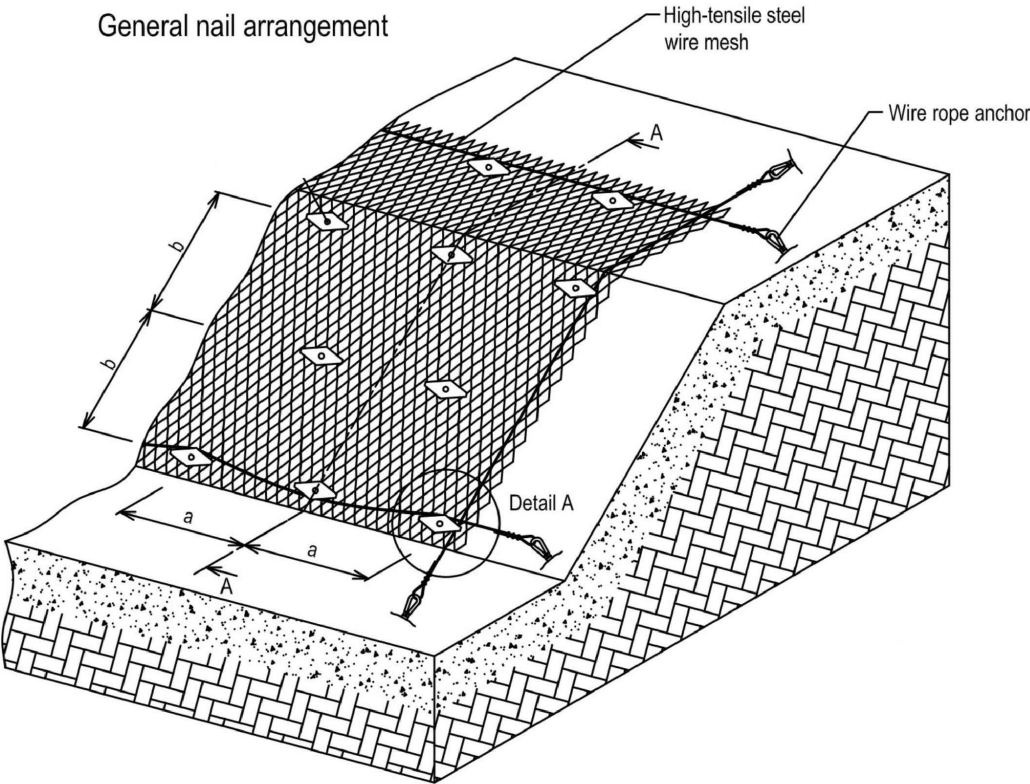 General nail arrangement
High-tensile steel
wire mesh
Wire rope anchor
A
b
b
Detail A
a
a
A